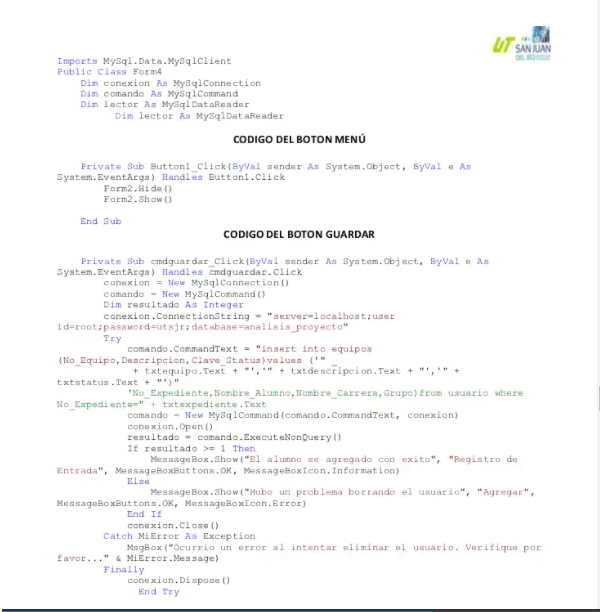 UT SAN JUAN
DEL RIO
Imports MySql.Data.MySqlClient
Public Class Form4
Dim conexion As MySqlConnection
Dim comando As MySqlCommand
Dim lector As MySqlDataReader
Dim lector As MySqlDataReader
CODIGO DEL BOTON MENÚ
Private Sub Button1_Click(ByVal sender As System.Object, ByVal e As
System.EventArgs) Handles Button1.Click
Form2.Hide()
Form2.Show()
End Sub
CODIGO DEL BOTON GUARDAR
Private Sub cmdguardar_Click(ByVal sender As System.Object, ByVal e As
System.EventArgs) Handles cmdguardar.Click
conexion = New MySqlConnection()
comando = New MySqlCommand()
Dim resultado As Integer
conexion.ConnectionString = "server=localhost;user
id=root;password=utsjr;database=analisis_proyecto"
Try
comando.CommandText = "insert into equipos
(No_Equipo,Descripcion,Clave_Status)values ('" _
+ txtequipo.Text + "','" + txtdescripcion.Text + "','" +
txtstatus.Text + "')"
'No_Expediente,Nombre_Alumno,Nombre_Carrera,Grupo)from usuario where
No_Expediente=" + txtexpediente.Text
comando = New MySqlCommand(comando.CommandText, conexion)
conexion.Open()
resultado = comando.ExecuteNonQuery()
If resultado >= 1 Then
MessageBox.Show("El alumno se agregado con exito", "Registro de
Entrada", MessageBoxButtons.OK, MessageBoxIcon.Information)
Else
MessageBox.Show("Hubo un problema borrando el usuario", "Agregar",
MessageBoxButtons.OK, MessageBoxIcon.Error)
End If
conexion.Close()
Catch MiError As Exception
MsgBox("Ocurrio un error al intentar eliminar el usuario. Verifique por
favor..." & MiError.Message)
Finally
conexion.Dispose()
End Try